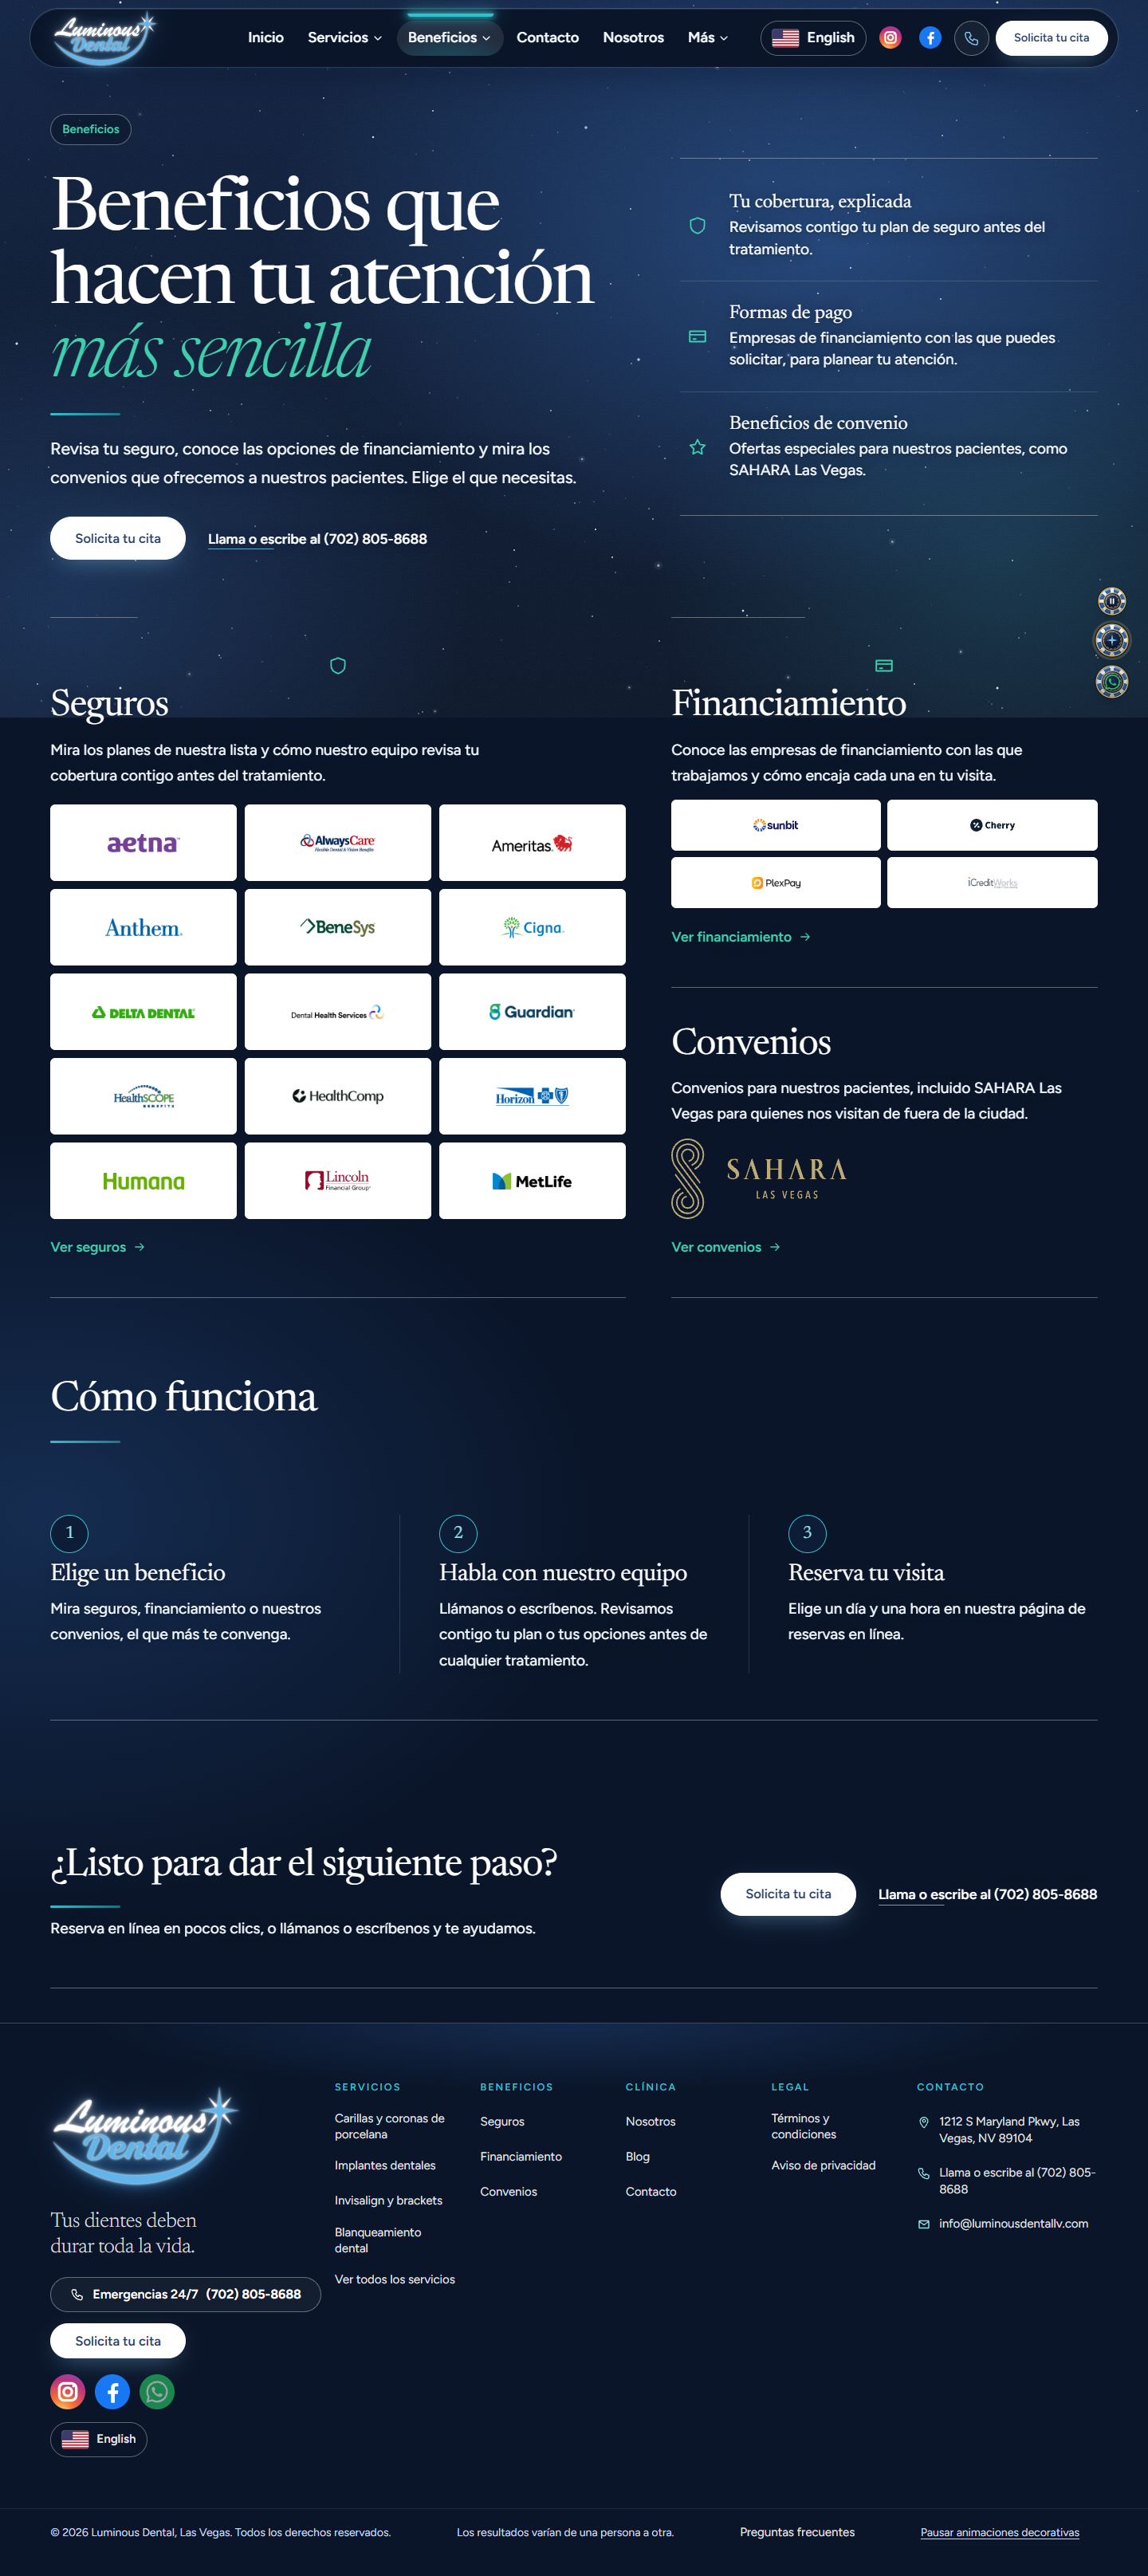 Luminous Dental
Inicio
Servicios
Beneficios
Contacto
Nosotros
Más
English
Solicita tu cita
Beneficios
Beneficios que
hacen tu atención
más sencilla
Revisa tu seguro, conoce las opciones de financiamiento y mira los
convenios que ofrecemos a nuestros pacientes. Elige el que necesitas.
Solicita tu cita
Llama o escribe al (702) 805-8688
Tu cobertura, explicada
Revisamos contigo tu plan de seguro antes del
tratamiento.
Formas de pago
Empresas de financiamiento con las que puedes
solicitar, para planear tu atención.
Beneficios de convenio
Ofertas especiales para nuestros pacientes, como
SAHARA Las Vegas.
Seguros
Mira los planes de nuestra lista y cómo nuestro equipo revisa tu
cobertura contigo antes del tratamiento.
aetna
AlwaysCare
Flexible Dental & Vision Benefits
Ameritas
Anthem
BeneSys
Cigna
DELTA DENTAL
Dental Health Services
Guardian
HealthSCOPE
BENEFITS
HealthComp
Horizon
Humana
Lincoln
Financial Group
MetLife
Ver seguros
Financiamiento
Conoce las empresas de financiamiento con las que
trabajamos y cómo encaja cada una en tu visita.
sunbit
Cherry
PlexPay
iCreditWorks
Ver financiamiento
Convenios
Convenios para nuestros pacientes, incluido SAHARA Las
Vegas para quienes nos visitan de fuera de la ciudad.
SAHARA
LAS VEGAS
Ver convenios
Cómo funciona
1
Elige un beneficio
Mira seguros, financiamiento o nuestros
convenios, el que más te convenga.
2
Habla con nuestro equipo
Llámanos o escríbenos. Revisamos
contigo tu plan o tus opciones antes de
cualquier tratamiento.
3
Reserva tu visita
Elige un día y una hora en nuestra página de
reservas en línea.
¿Listo para dar el siguiente paso?
Reserva en línea en pocos clics, o llámanos o escríbenos y te ayudamos.
Solicita tu cita
Llama o escribe al (702) 805-8688
Luminous
Dental
Tus dientes deben
durar toda la vida.
Emergencias 24/7 (702) 805-8688
Solicita tu cita
English
SERVICIOS
Carillas y coronas de
porcelana
Implantes dentales
Invisalign y brackets
Blanqueamiento
dental
Ver todos los servicios
BENEFICIOS
Seguros
Financiamiento
Convenios
CLÍNICA
Nosotros
Blog
Contacto
LEGAL
Términos y
condiciones
Aviso de privacidad
CONTACTO
1212 S Maryland Pkwy, Las
Vegas, NV 89104
Llama o escribe al (702) 805-
8688
info@luminousdentallv.com
© 2026 Luminous Dental, Las Vegas. Todos los derechos reservados.
Los resultados varían de una persona a otra.
Preguntas frecuentes
Pausar animaciones decorativas